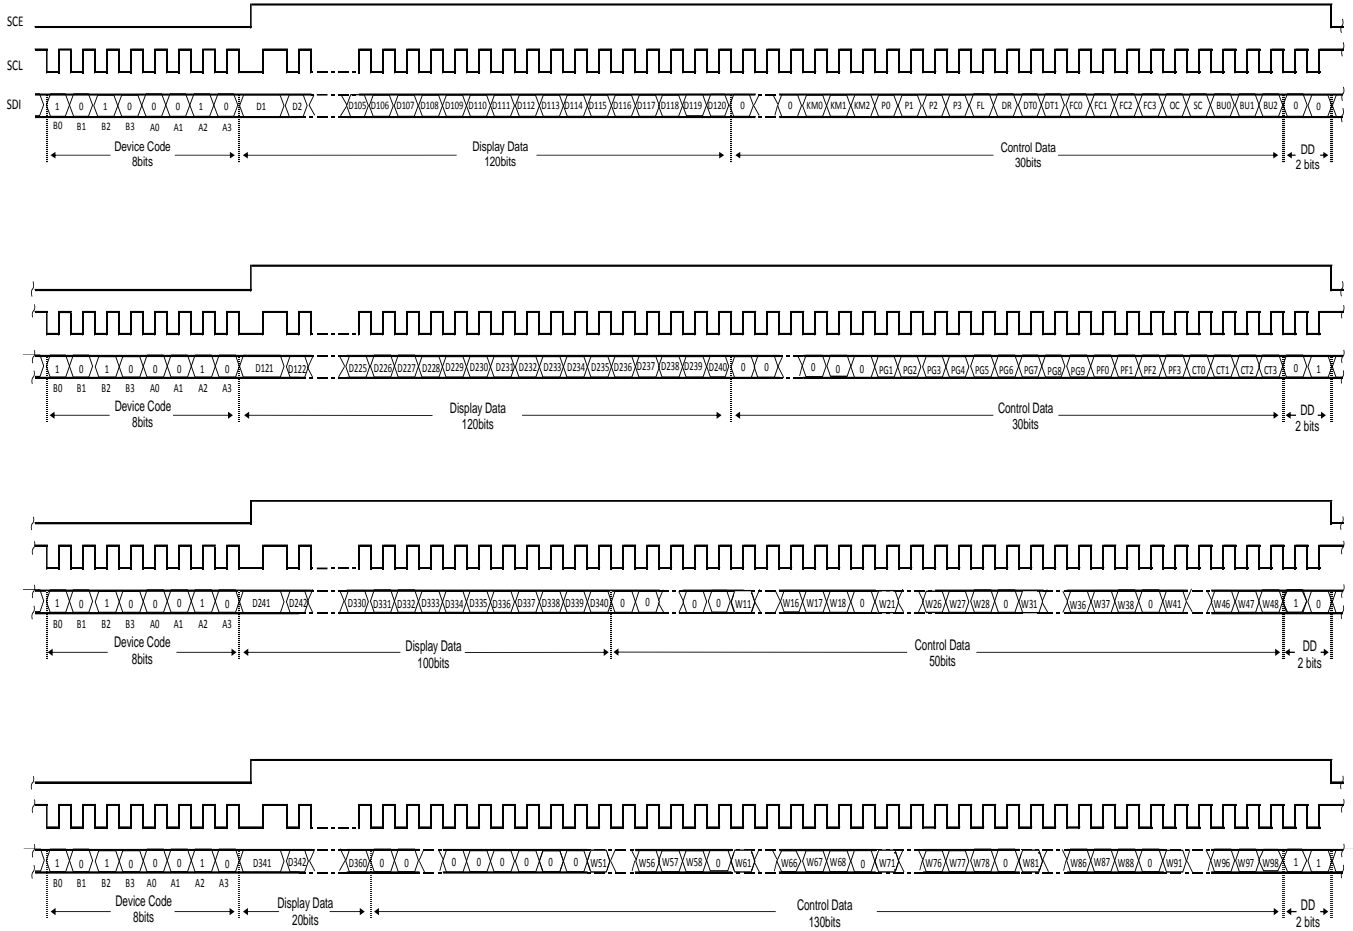 SCE
SCL
SDI 1 0 1 0 0 0 1 0 D1 D2 D105 D106 D107 D108 D109 D110 D111 D112 D113 D114 D115 D116 D117 D118 D119 D120 0 0 KM0 KM1 KM2 P0 P1 P2 P3 FL DR DT0 DT1 FC0 FC1 FC2 FC3 OC SC BU0 BU1 BU2 0 0
B0 B1 B2 B3 A0 A1 A2 A3
Device Code Display Data Control Data DD
8bits 120bits 30bits 2 bits
1 0 1 0 0 0 1 0 D121 D122 D225 D226 D227 D228 D229 D230 D231 D232 D233 D234 D235 D236 D237 D238 D239 D240 0 0 0 0 0 PG1 PG2 PG3 PG4 PG5 PG6 PG7 PG8 PG9 PF0 PF1 PF2 PF3 CT0 CT1 CT2 CT3 0 1
B0 B1 B2 B3 A0 A1 A2 A3
Device Code Display Data Control Data DD
8bits 120bits 30bits 2 bits
1 0 1 0 0 0 1 0 D241 D242 D330 D331 D332 D333 D334 D335 D336 D337 D338 D339 D340 0 0 0 0 W11 W16 W17 W18 0 W21 W26 W27 W28 0 W31 W36 W37 W38 0 W41 W46 W47 W48 1 0
B0 B1 B2 B3 A0 A1 A2 A3
Device Code Display Data Control Data DD
8bits 100bits 50bits 2 bits
1 0 1 0 0 0 1 0 D341 D342 D360 0 0 0 0 0 0 0 0 W51 W56 W57 W58 0 W61 W66 W67 W68 0 W71 W76 W77 W78 0 W81 W86 W87 W88 0 W91 W96 W97 W98 1 1
B0 B1 B2 B3 A0 A1 A2 A3
Device Code Display Data Control Data DD
8bits 20bits 130bits 2 bits